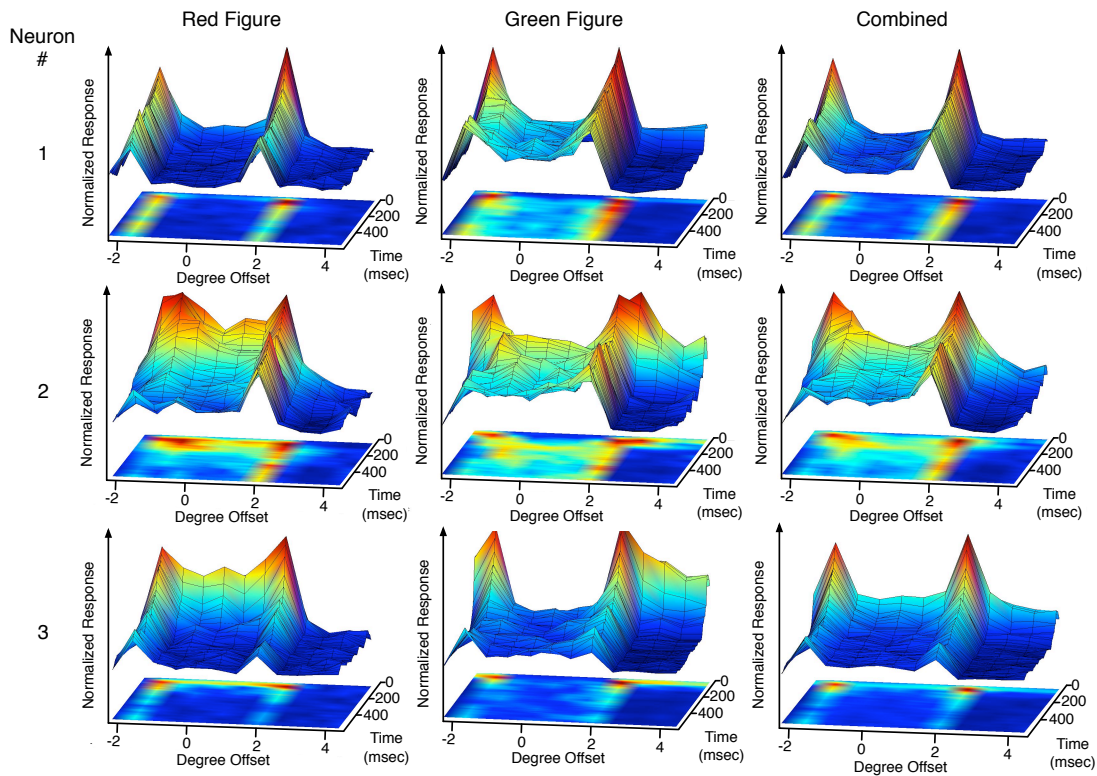 Red Figure Green Figure Combined
Neuron
#
Normalized Response Normalized Response Normalized Response
1
0 0 0
200 200 200
400 400 400
-2 0 2 4 -2 0 2 4 -2 0 2 4
Time Time Time
(msec) (msec) (msec)
Degree Offset Degree Offset Degree Offset
Normalized Response Normalized Response Normalized Response
2
0 0 0
200 200 200
400 400 400
-2 0 2 4 -2 0 2 4 -2 0 2 4
Time Time Time
(msec) (msec) (msec)
Degree Offset Degree Offset Degree Offset
Normalized Response Normalized Response Normalized Response
3
0 0 0
200 200 200
400 400 400
-2 0 2 4 -2 0 2 4 -2 0 2 4
Time Time Time
(msec) (msec) (msec)
Degree Offset Degree Offset Degree Offset